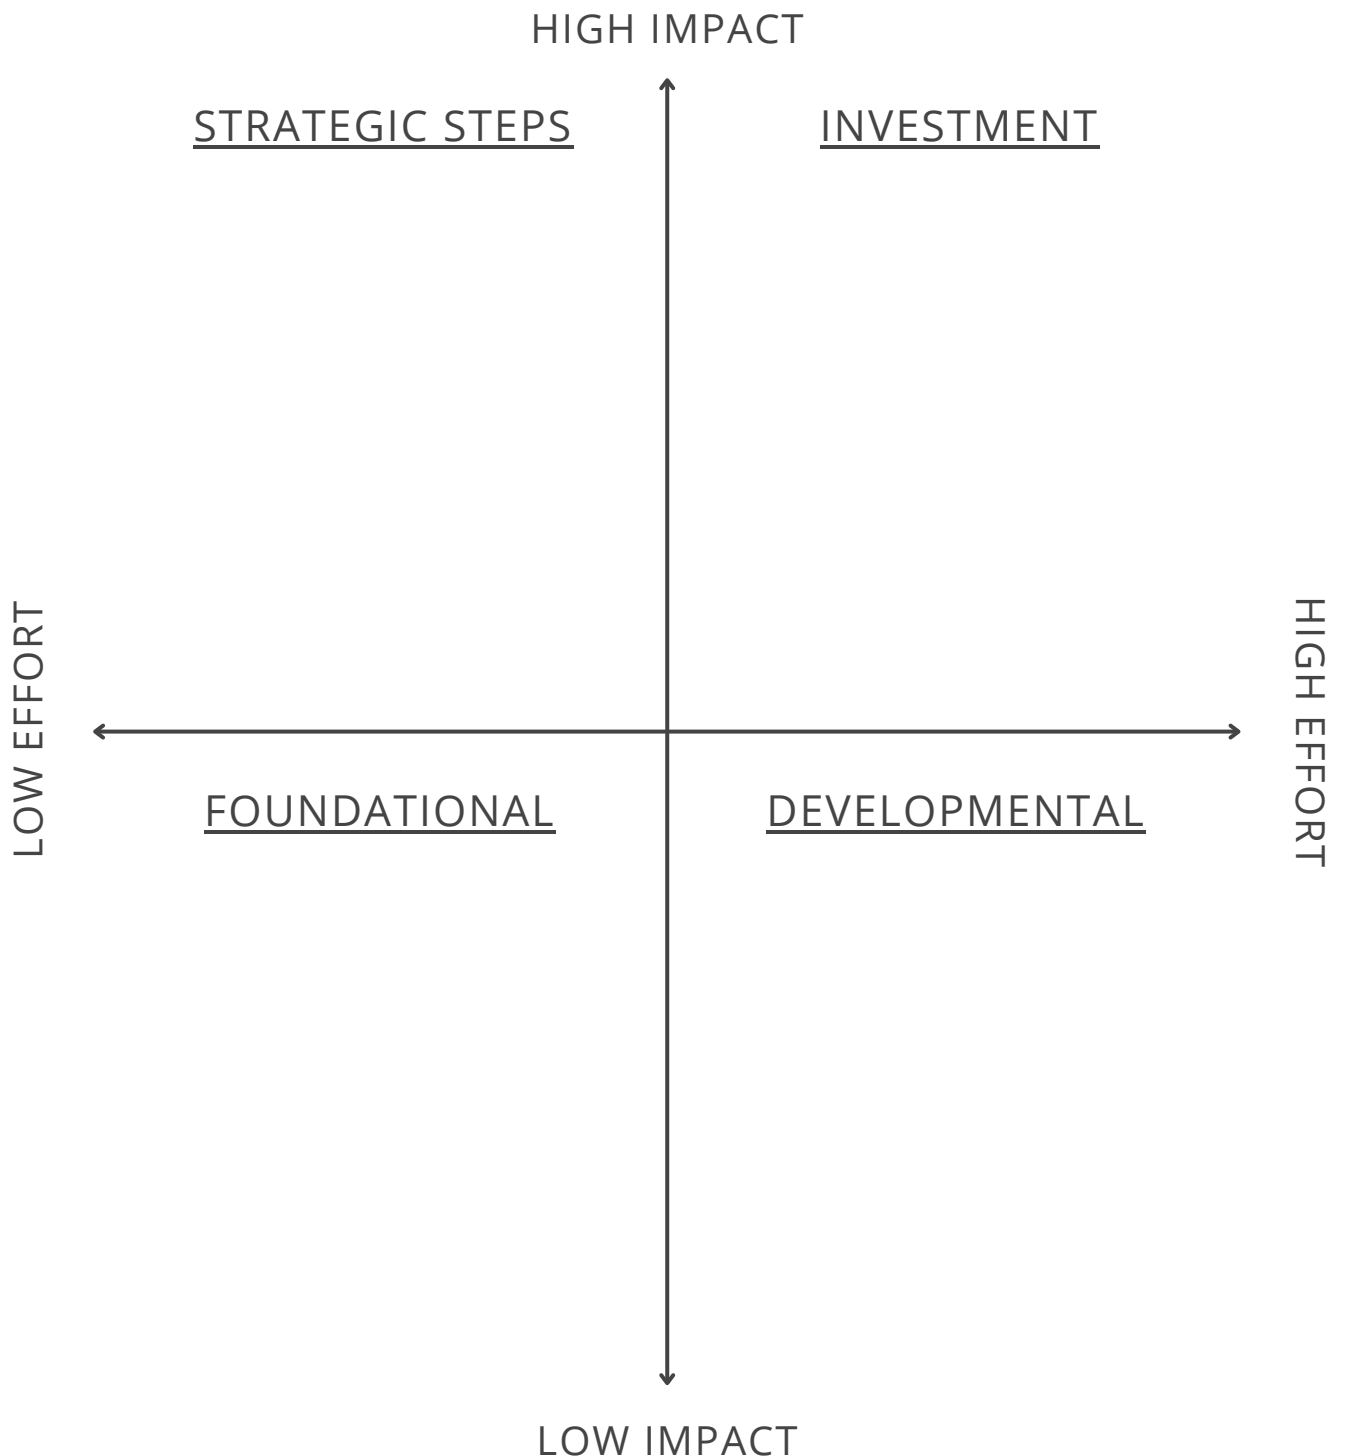 HIGH IMPACT
STRATEGIC STEPS
INVESTMENT
LOW EFFORT
HIGH EFFORT
FOUNDATIONAL
DEVELOPMENTAL
LOW IMPACT